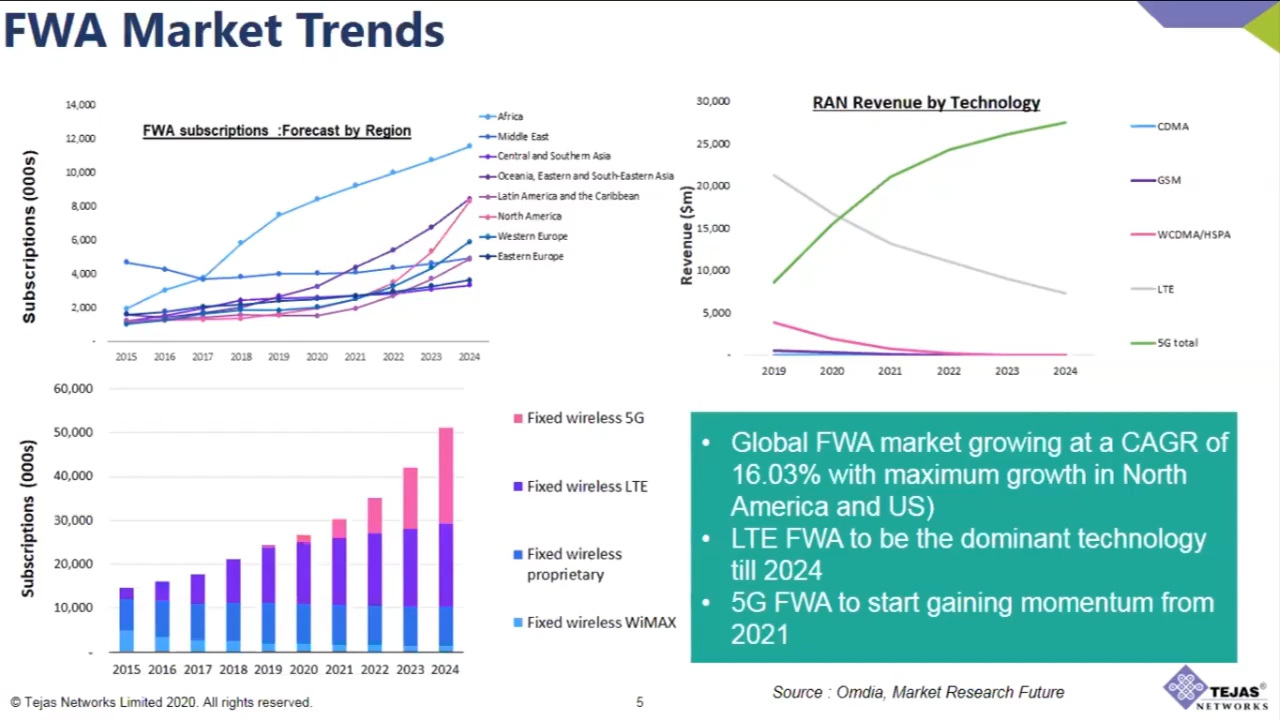 FWA Market Trends
FWA subscriptions :Forecast by Region
Subscriptions (000s)
14,000
12,000
10,000
8,000
6,000
4,000
2,000
-
2015 2016 2017 2018 2019 2020 2021 2022 2023 2024
Africa
Middle East
Central and Southern Asia
Oceania, Eastern and South-Eastern Asia
Latin America and the Caribbean
North America
Western Europe
Eastern Europe
RAN Revenue by Technology
Revenue ($m)
30,000
25,000
20,000
15,000
10,000
5,000
-
2019 2020 2021 2022 2023 2024
CDMA
GSM
WCDMA/HSPA
LTE
5G total
Subscriptions (000s)
60,000
50,000
40,000
30,000
20,000
10,000
-
2015 2016 2017 2018 2019 2020 2021 2022 2023 2024
Fixed wireless 5G
Fixed wireless LTE
Fixed wireless
proprietary
Fixed wireless WiMAX
• Global FWA market growing at a CAGR of
16.03% with maximum growth in North
America and US)
• LTE FWA to be the dominant technology
till 2024
• 5G FWA to start gaining momentum from
2021
© Tejas Networks Limited 2020. All rights reserved.
5
Source : Omdia, Market Research Future
TEJAS®
NETWORKS